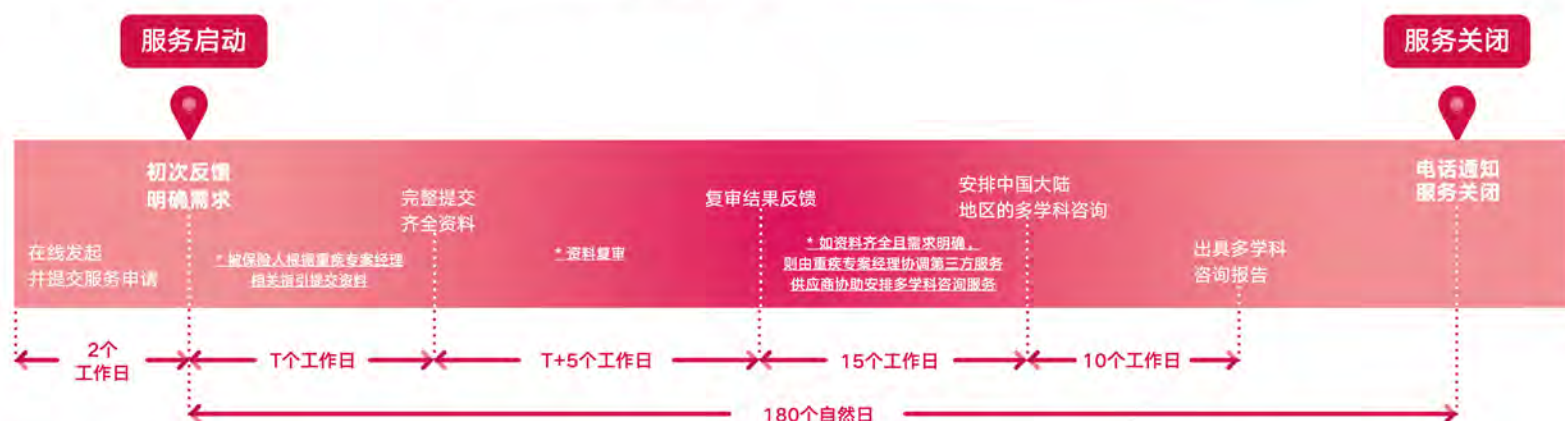 服务启动
服务关闭
初次反馈
明确需求
在线发起
并提交服务申请
* 被保险人根据重疾专案经理
相关指引提交资料
完整提交
齐全资料
* 资料复审
复审结果反馈
* 如资料齐全且需求明确,
则由重疾专案经理协调第三方服务
供应商协助安排多学科咨询服务
安排中国大陆
地区的多学科咨询
出具多学科
咨询报告
电话通知
服务关闭
2个
工作日
T个工作日
T+5个工作日
15个工作日
10个工作日
180个自然日